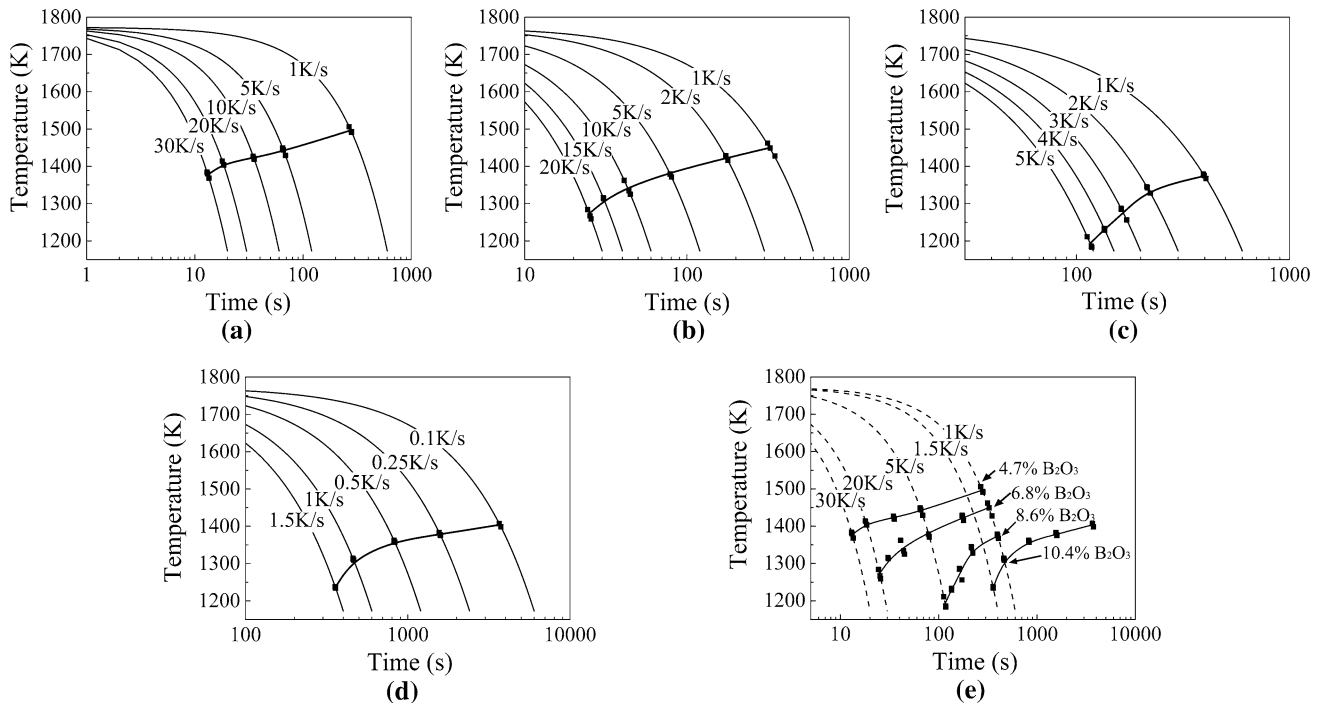 1800
1700
1600
1500
1400
1300
1200
Temperature (K)
1K/s
5K/s
10K/s
20K/s
30K/s
1 10 100 1000
Time (s)
(a)
1800
1700
1600
1500
1400
1300
1200
Temperature (K)
1K/s
2K/s
5K/s
10K/s
15K/s
20K/s
10 100 1000
Time (s)
(b)
1800
1700
1600
1500
1400
1300
1200
Temperature (K)
1K/s
2K/s
3K/s
4K/s
5K/s
100 1000
Time (s)
(c)
1800
1700
1600
1500
1400
1300
1200
Temperature (K)
0.1K/s
0.25K/s
0.5K/s
1K/s
1.5K/s
100 1000 10000
Time (s)
(d)
1800
1700
1600
1500
1400
1300
1200
Temperature (K)
1K/s
1.5K/s
5K/s
20K/s
30K/s
4.7% B₂O₃
6.8% B₂O₃
8.6% B₂O₃
10.4% B₂O₃
10 100 1000 10000
Time (s)
(e)